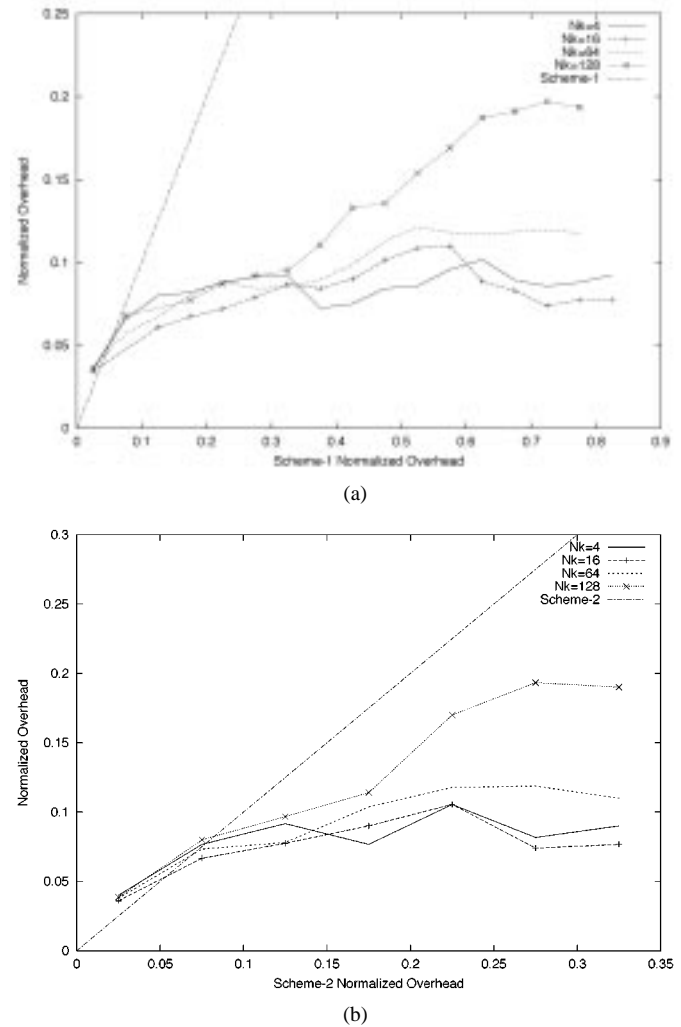 0.25
0.2
0.15
0.1
0.05
0
Normalized Overhead
Nk=4
Nk=16
Nk=64
Nk=128
Scheme-1
0 0.1 0.2 0.3 0.4 0.5 0.6 0.7 0.8 0.9
Scheme-1 Normalized Overhead
(a)
0.3
0.25
0.2
0.15
0.1
0.05
0
Normalized Overhead
Nk=4
Nk=16
Nk=64
Nk=128
Scheme-2
0 0.05 0.1 0.15 0.2 0.25 0.3 0.35
Scheme-2 Normalized Overhead
(b)